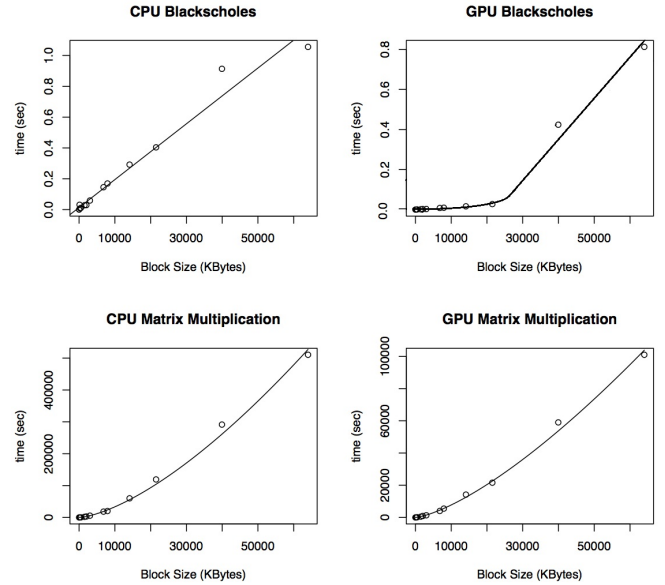 CPU Blackscholes
GPU Blackscholes
time (sec)
0.0
0.2
0.4
0.6
0.8
1.0
0 10000 30000 50000
Block Size (KBytes)
time (sec)
0.0
0.2
0.4
0.6
0.8
0 10000 30000 50000
Block Size (KBytes)
CPU Matrix Multiplication
GPU Matrix Multiplication
time (sec)
0
200000
400000
0 10000 30000 50000
Block Size (KBytes)
time (sec)
0
20000
60000
100000
0 10000 30000 50000
Block Size (KBytes)